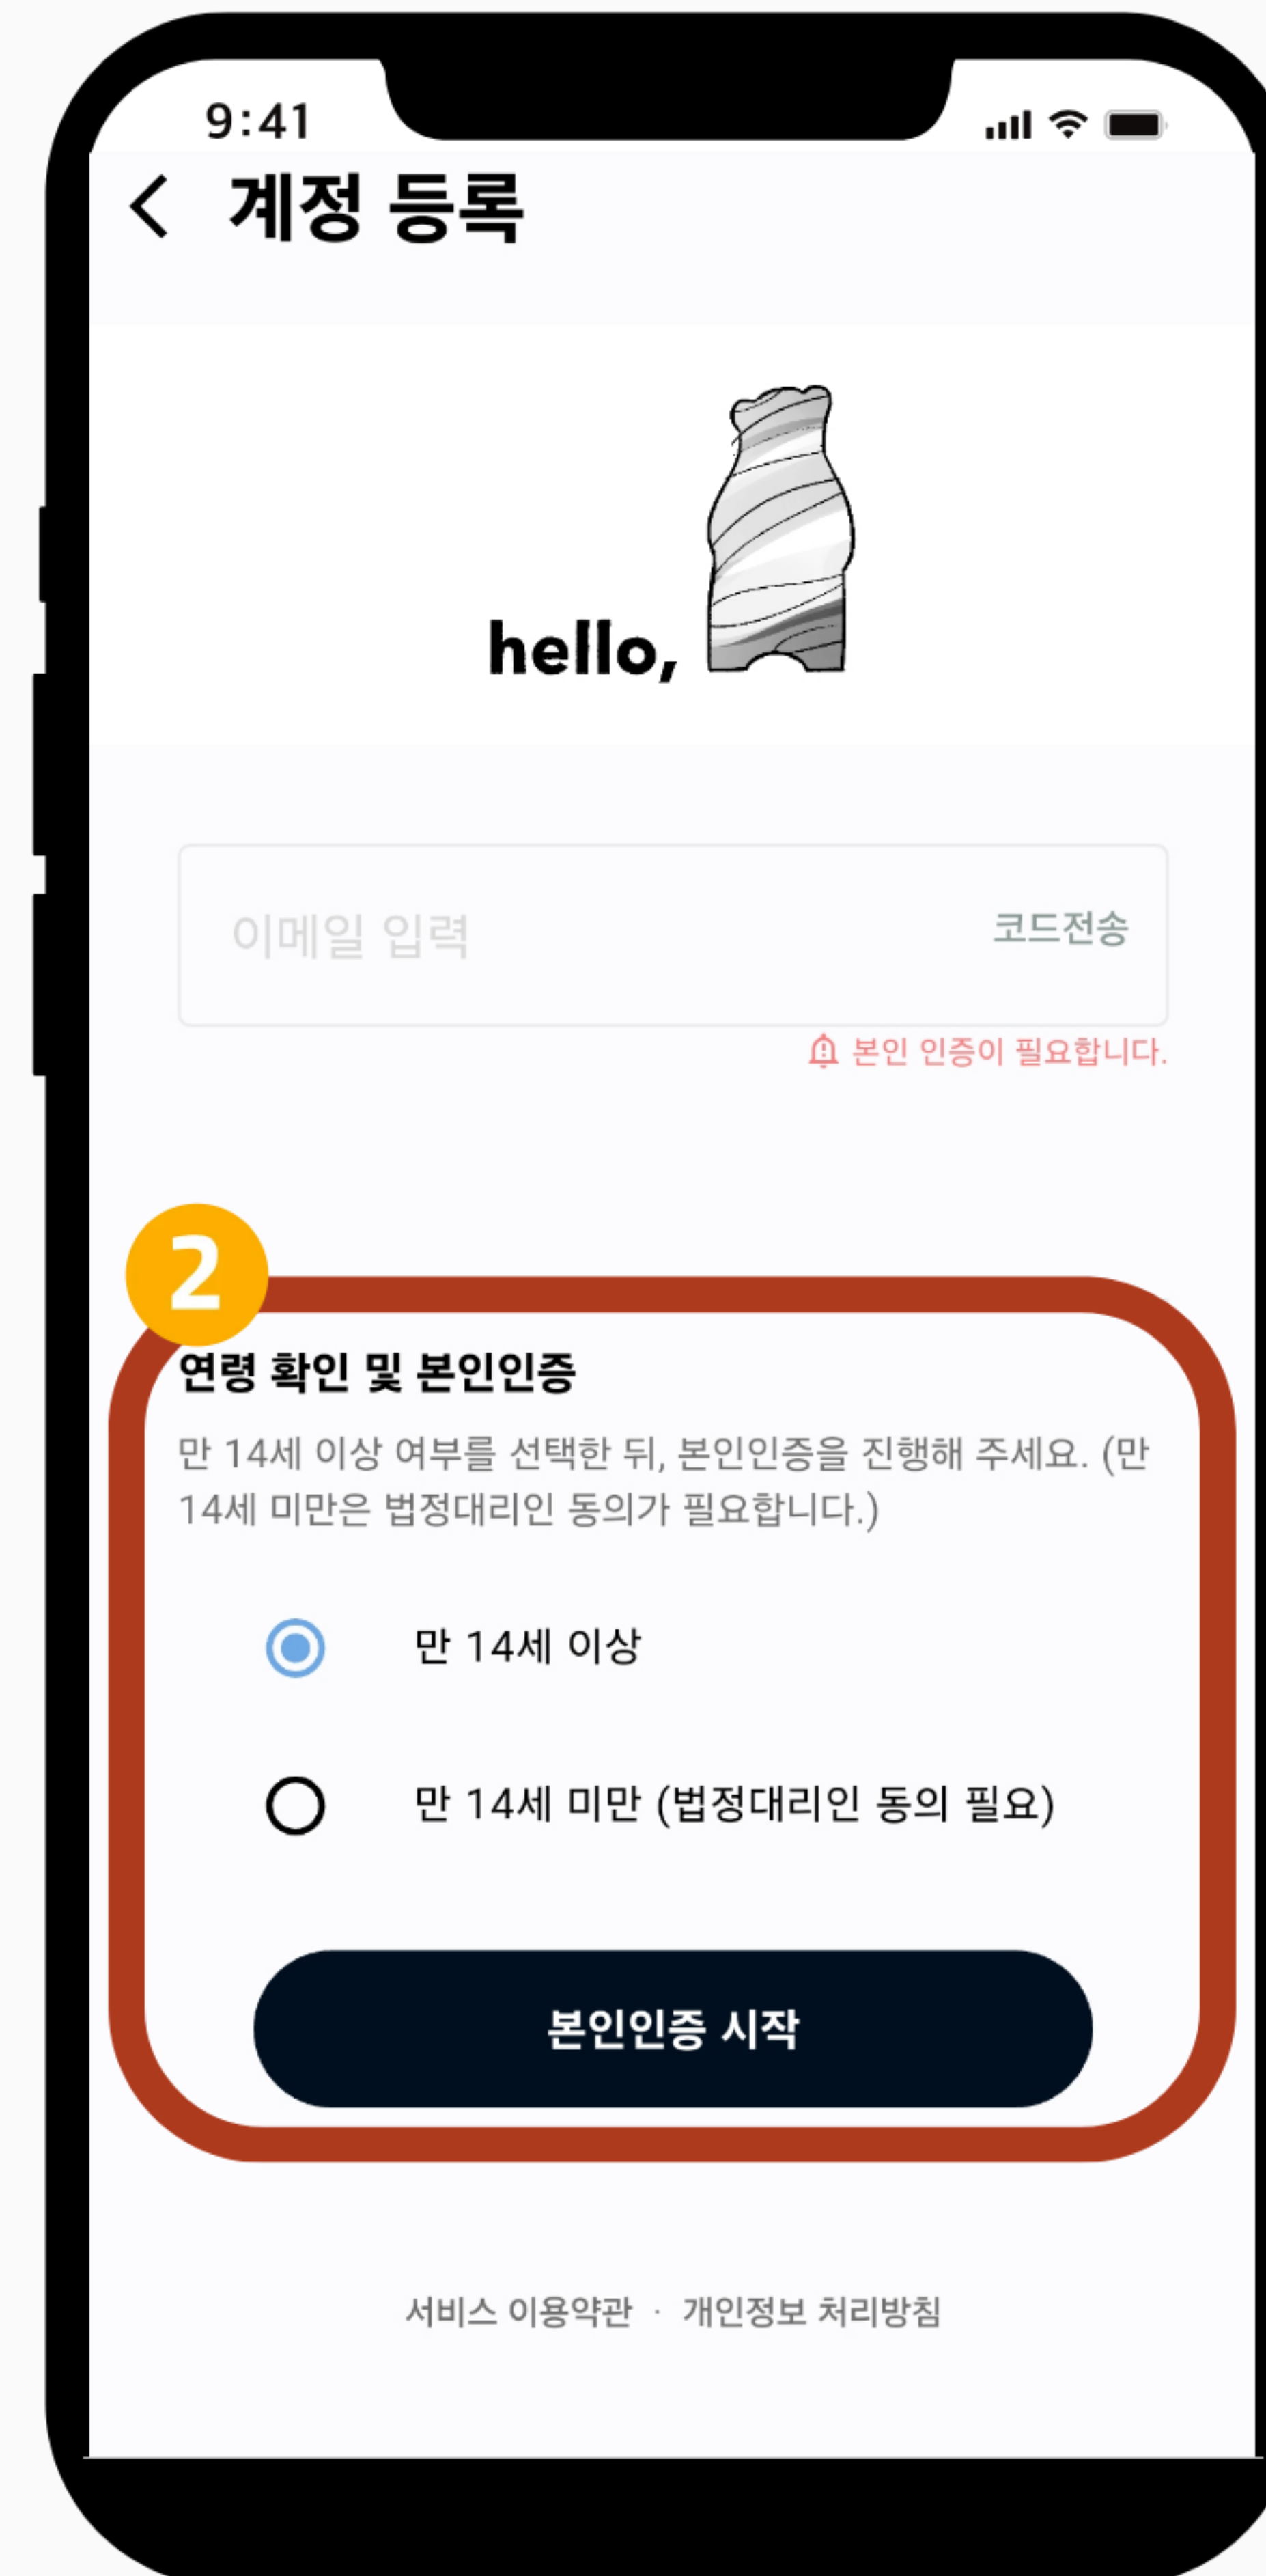 9:41
계정 등록
hello,
이메일 입력 코드전송
본인 인증이 필요합니다.
2
연령 확인 및 본인인증
만 14세 이상 여부를 선택한 뒤, 본인인증을 진행해 주세요. (만
14세 미만은 법정대리인 동의가 필요합니다.)
만 14세 이상
만 14세 미만 (법정대리인 동의 필요)
본인인증 시작
서비스 이용약관 · 개인정보 처리방침